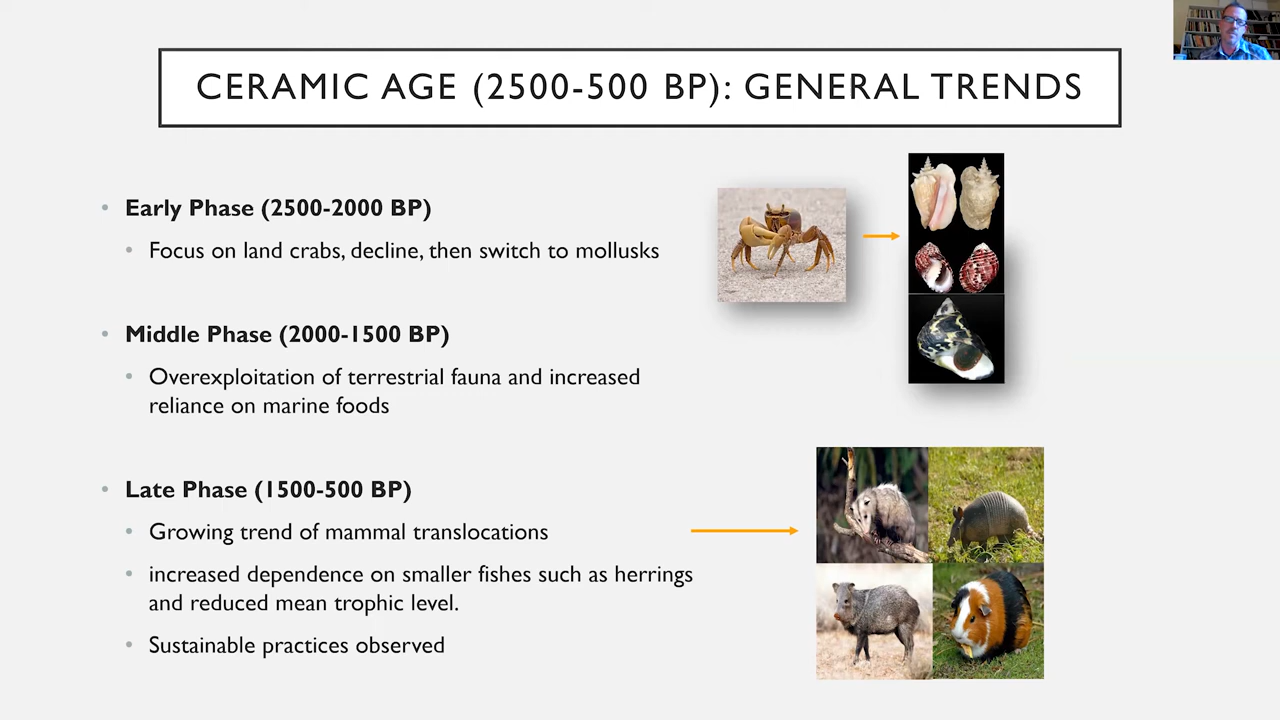 CERAMIC AGE (2500-500 BP): GENERAL TRENDS
• Early Phase (2500-2000 BP)
• Focus on land crabs, decline, then switch to mollusks
• Middle Phase (2000-1500 BP)
• Overexploitation of terrestrial fauna and increased
reliance on marine foods
• Late Phase (1500-500 BP)
• Growing trend of mammal translocations
• increased dependence on smaller fishes such as herrings
and reduced mean trophic level.
• Sustainable practices observed